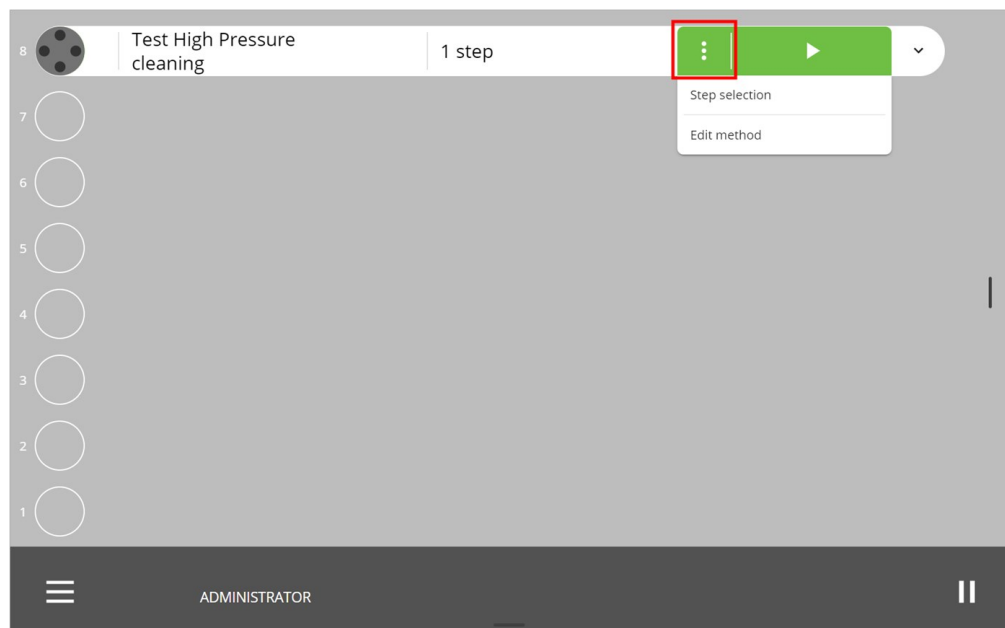 8
Test High Pressure
cleaning
1 step
Step selection
Edit method
7
6
5
4
3
2
1
ADMINISTRATOR